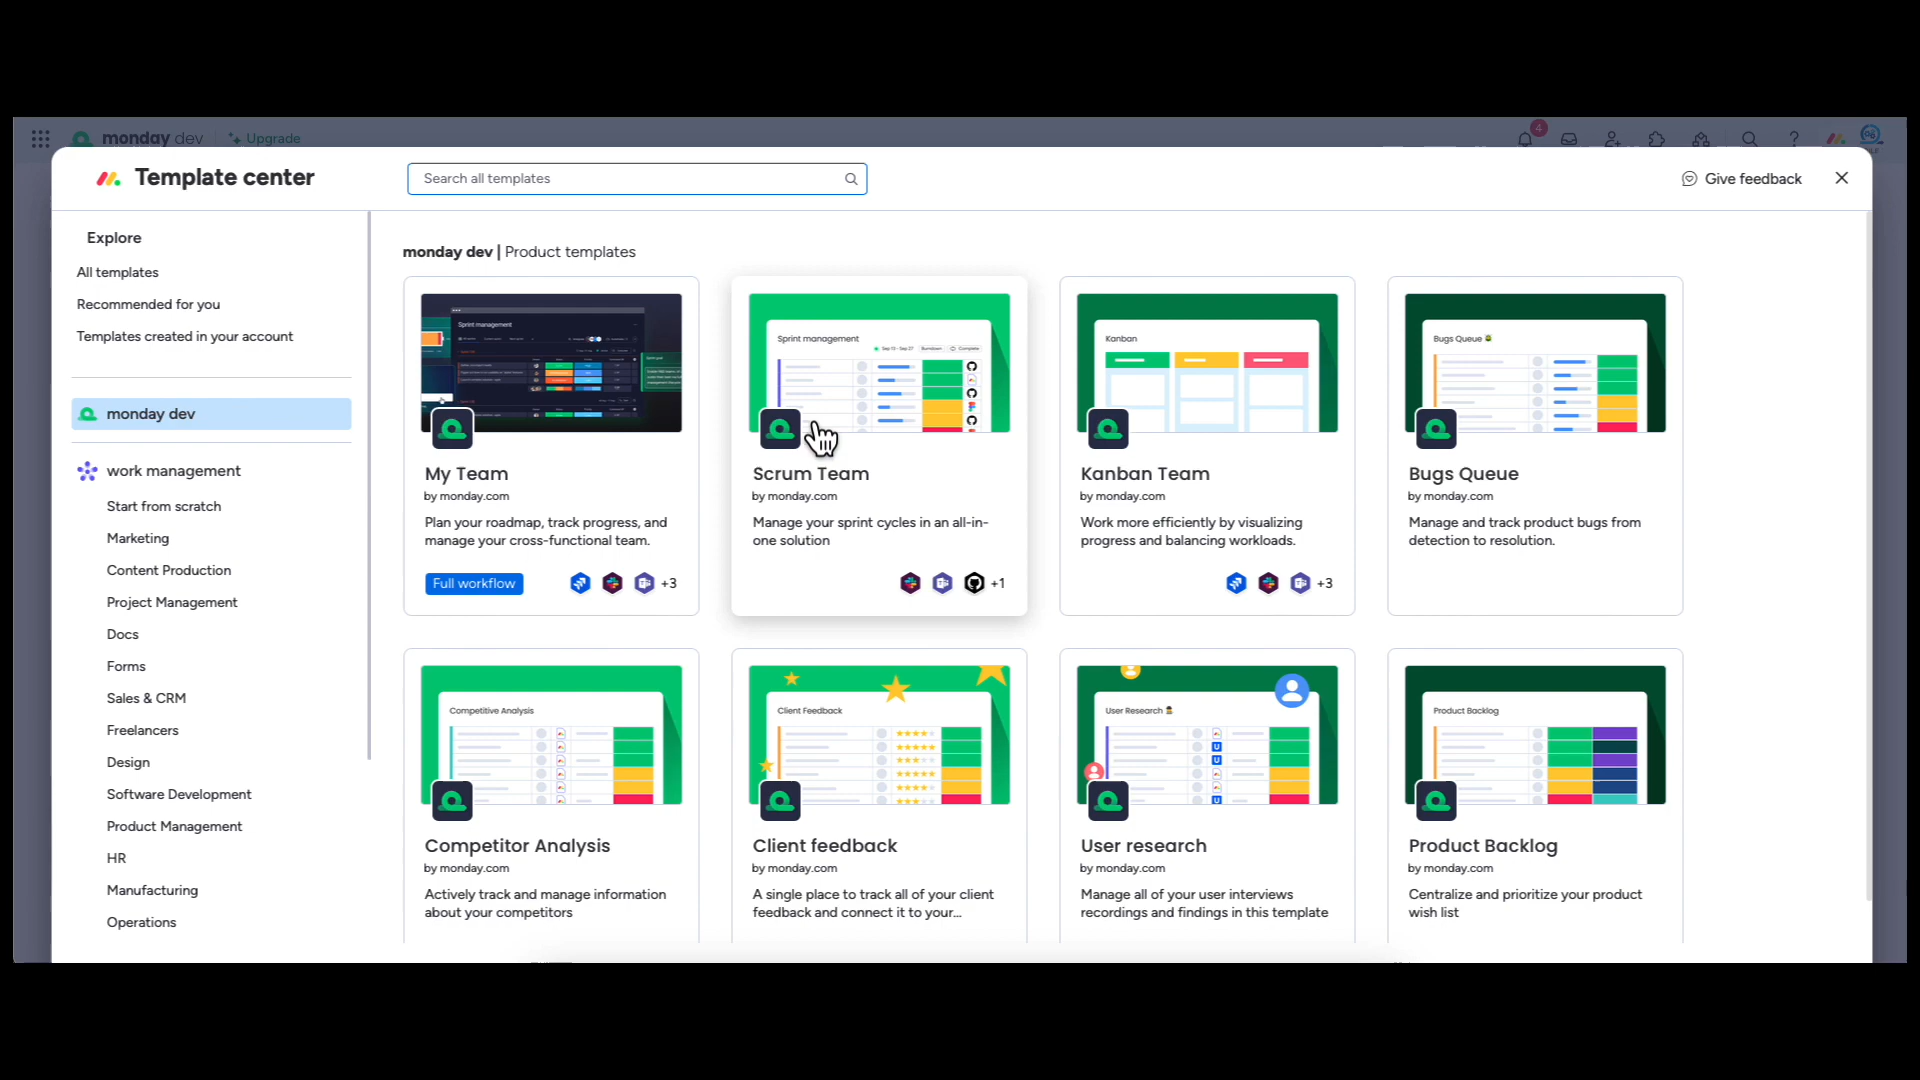 monday dev
Upgrade
4
Template center
Search all templates
Give feedback
Explore
All templates
Recommended for you
Templates created in your account
monday dev
work management
Start from scratch
Marketing
Content Production
Project Management
Docs
Forms
Sales & CRM
Freelancers
Design
Software Development
Product Management
HR
Manufacturing
Operations
monday dev | Product templates
Sprint management
My Team
by monday.com
Plan your roadmap, track progress, and
manage your cross-functional team.
Full workflow
+3
Sprint management
Sep 13 - Sep 27 Burndown Complete
Scrum Team
by monday.com
Manage your sprint cycles in an all-in-
one solution
+1
Kanban
Kanban Team
by monday.com
Work more efficiently by visualizing
progress and balancing workloads.
+3
Bugs Queue
Bugs Queue
by monday.com
Manage and track product bugs from
detection to resolution.
Competitive Analysis
Competitor Analysis
by monday.com
Actively track and manage information
about your competitors
Client Feedback
Client feedback
by monday.com
A single place to track all of your client
feedback and connect it to your...
User Research
User research
by monday.com
Manage all of your user interviews
recordings and findings in this template
Product Backlog
Product Backlog
by monday.com
Centralize and prioritize your product
wish list